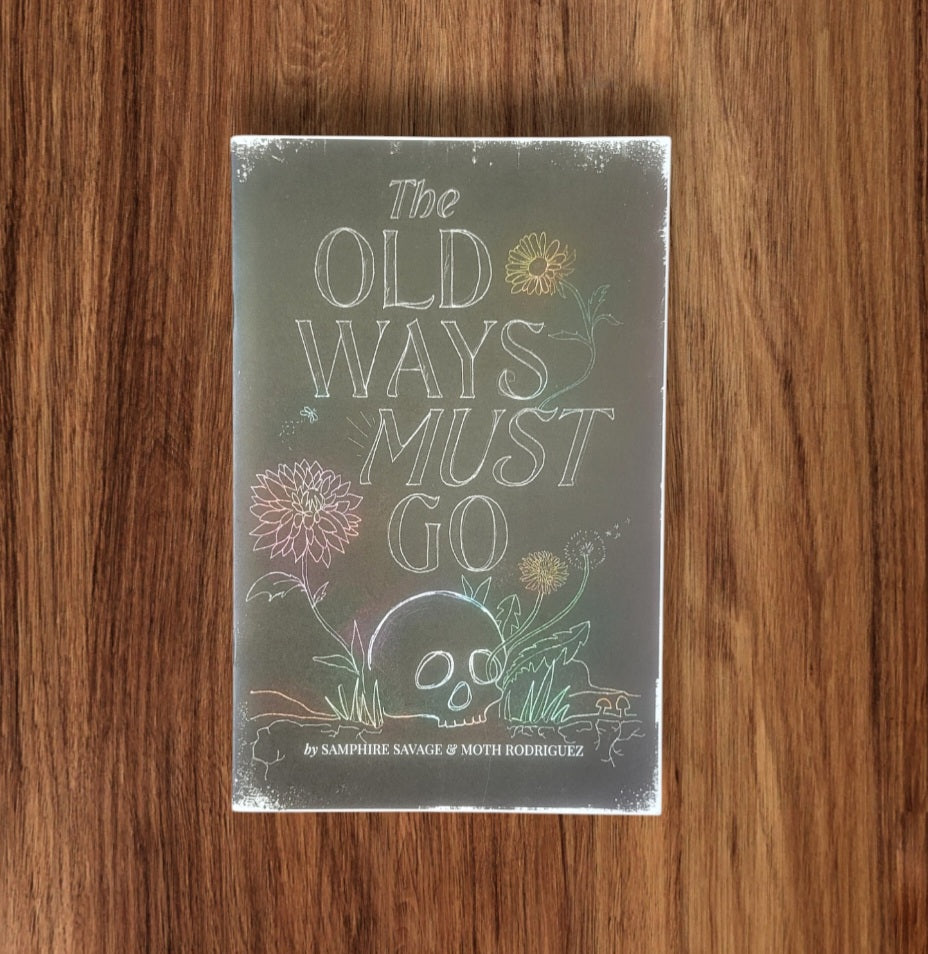 The
OLD
WAYS
MUST
GO
by SAMPHIRE SAVAGE & MOTH RODRIGUEZ